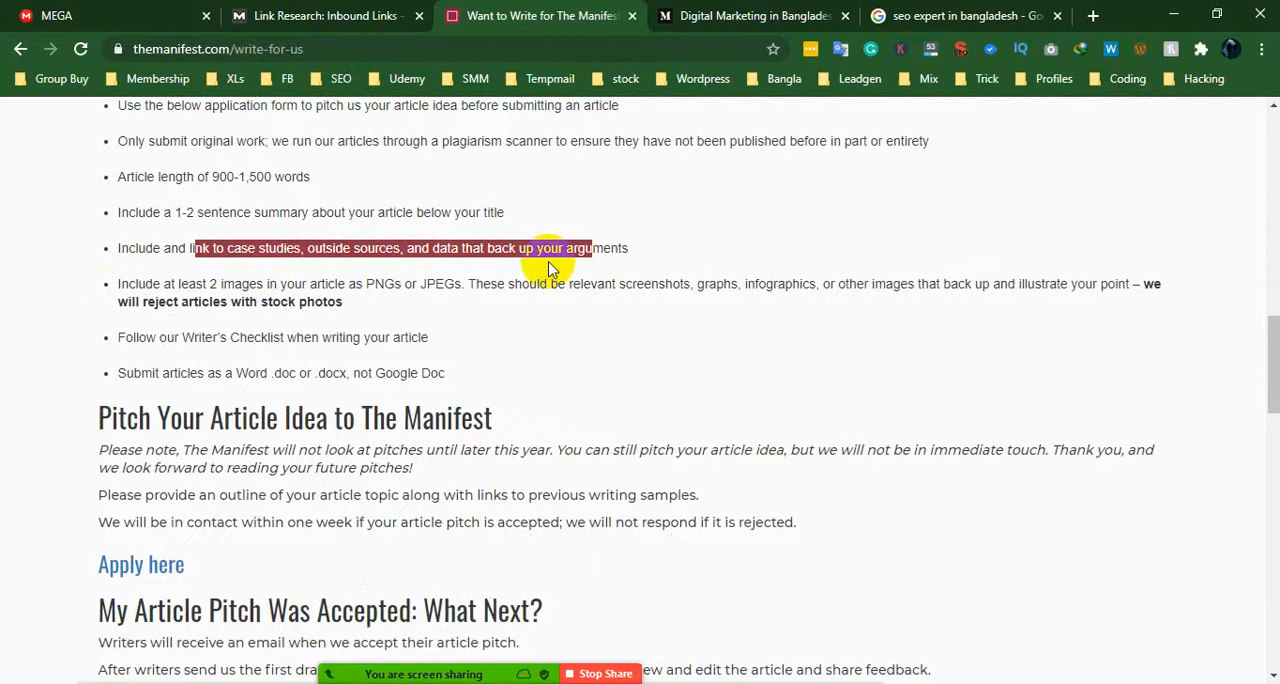 MEGA
Link Research: Inbound Links -
Want to Write for The Manifest
Digital Marketing in Banglades
seo expert in bangladesh - Go
themanifest.com/write-for-us
53
IQ
Group Buy
Membership
XLs
FB
SEO
Udemy
SMM
Tempmail
stock
Wordpress
Bangla
Leadgen
Mix
Trick
Profiles
Coding
Hacking
• Use the below application form to pitch us your article idea before submitting an article
• Only submit original work; we run our articles through a plagiarism scanner to ensure they have not been published before in part or entirety
• Article length of 900-1,500 words
• Include a 1-2 sentence summary about your article below your title
• Include and link to case studies, outside sources, and data that back up your arguments
• Include at least 2 images in your article as PNGs or JPEGs. These should be relevant screenshots, graphs, infographics, or other images that back up and illustrate your point – we
will reject articles with stock photos
• Follow our Writer's Checklist when writing your article
• Submit articles as a Word .doc or .docx, not Google Doc
Pitch Your Article Idea to The Manifest
Please note, The Manifest will not look at pitches until later this year. You can still pitch your article idea, but we will not be in immediate touch. Thank you, and
we look forward to reading your future pitches!
Please provide an outline of your article topic along with links to previous writing samples.
We will be in contact within one week if your article pitch is accepted; we will not respond if it is rejected.
Apply here
My Article Pitch Was Accepted: What Next?
Writers will receive an email when we accept their article pitch.
After writers send us the first dra
ew and edit the article and share feedback.
You are screen sharing
Stop Share